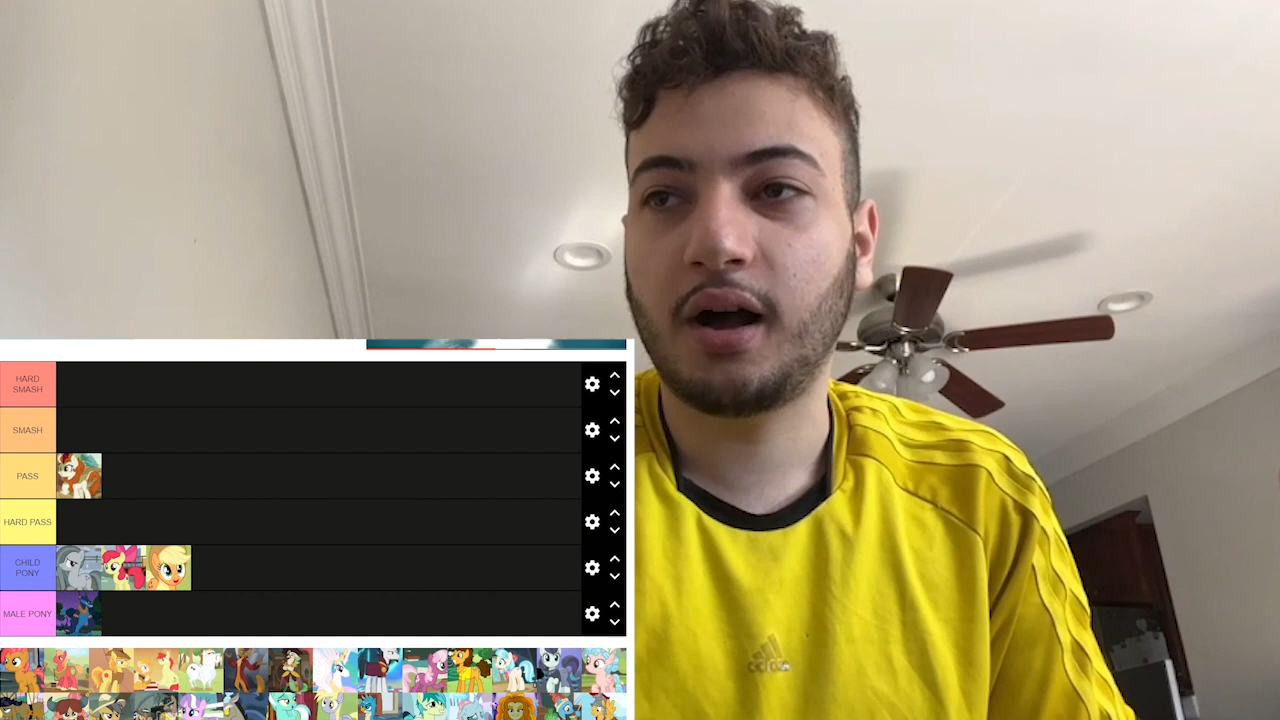 HARD
SMASH
SMASH
PASS
HARD PASS
CHILD
PONY
MALE PONY
adidas